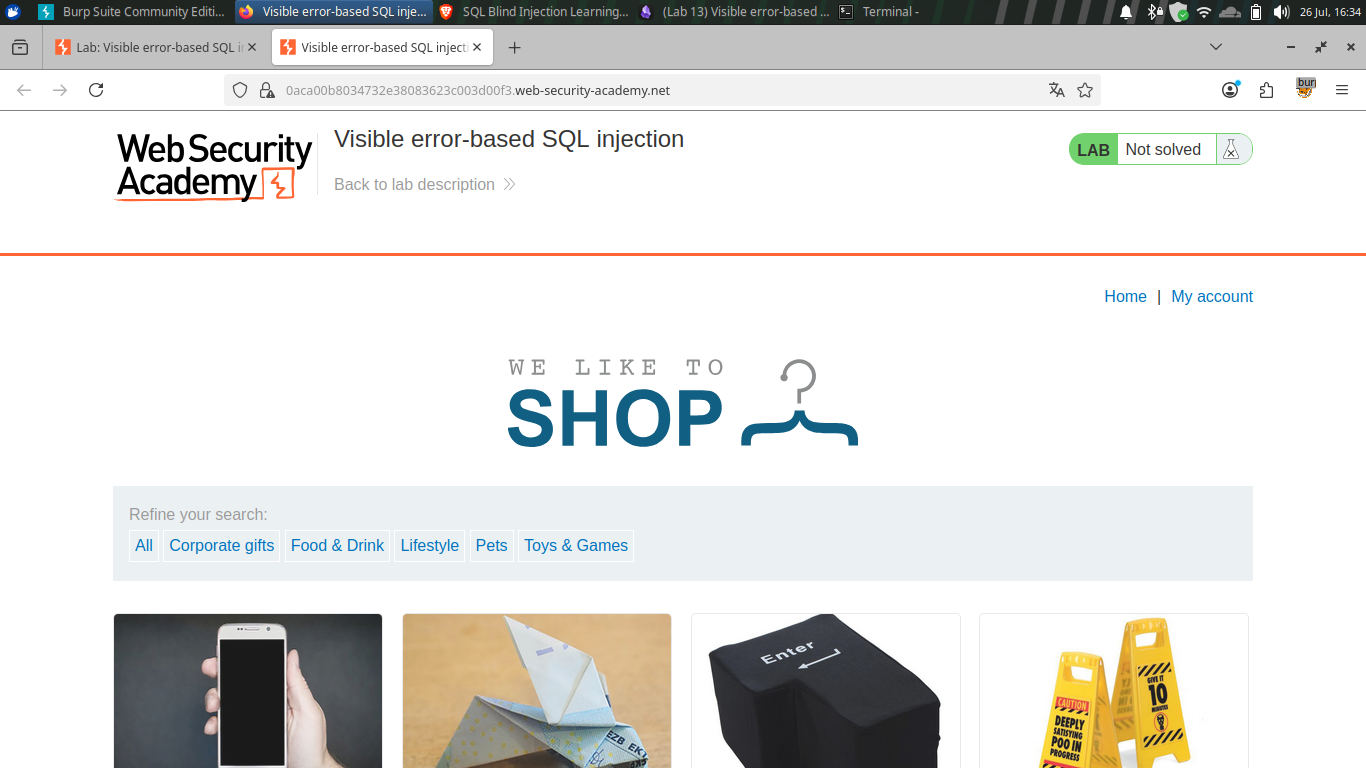 Burp Suite Community Editi...
Visible error-based SQL inje...
SQL Blind Injection Learning...
(Lab 13) Visible error-based ...
Terminal -
26 Jul, 16:34
Lab: Visible error-based SQL i
Visible error-based SQL inject
0aca00b8034732e38083623c003d00f3.web-security-academy.net
bur
Web Security
Academy
Visible error-based SQL injection
Back to lab description
LAB
Not solved
Home | My account
WE LIKE TO
SHOP
Refine your search:
All
Corporate gifts
Food & Drink
Lifestyle
Pets
Toys & Games
EZB EK
Enter
CAUTION
DEEPLY
SATISFYING
POO IN
PROGRESS
GIVE IT
10
MINUTES